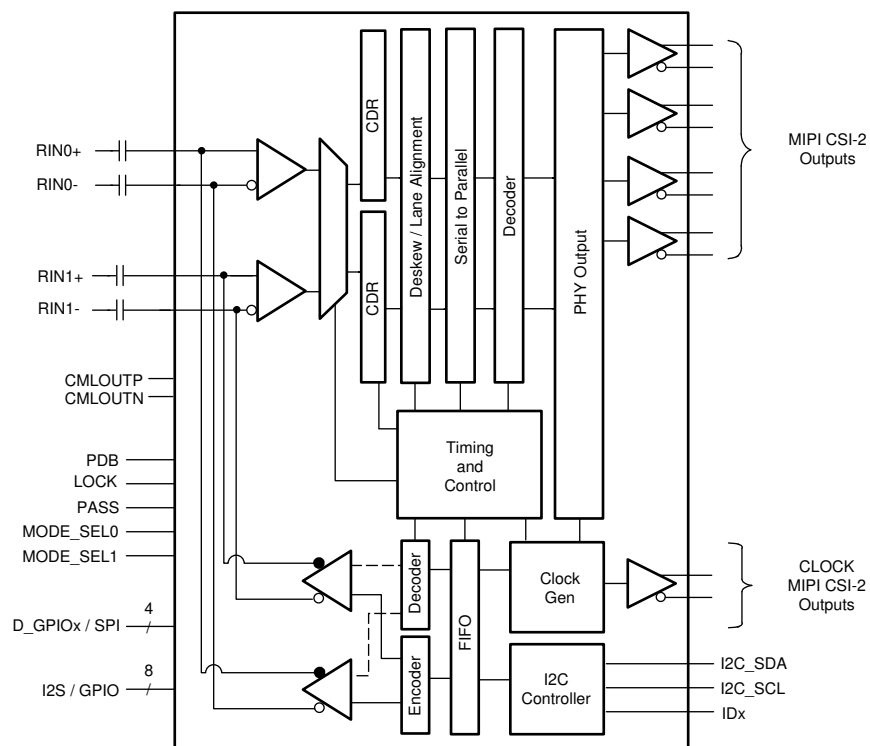 RIN0+
RIN0-
RIN1+
RIN1-
CMLOUTP
CMLOUTN
PDB
LOCK
PASS
MODE_SEL0
MODE_SEL1
D_GPIOx / SPI
4
I2S / GPIO
8
CDR
CDR
Deskew / Lane Alignment
Serial to Parallel
Decoder
PHY Output
Timing
and
Control
Decoder
Encoder
FIFO
Clock
Gen
I2C
Controller
MIPI CSI-2
Outputs
CLOCK
MIPI CSI-2
Outputs
I2C_SDA
I2C_SCL
IDx